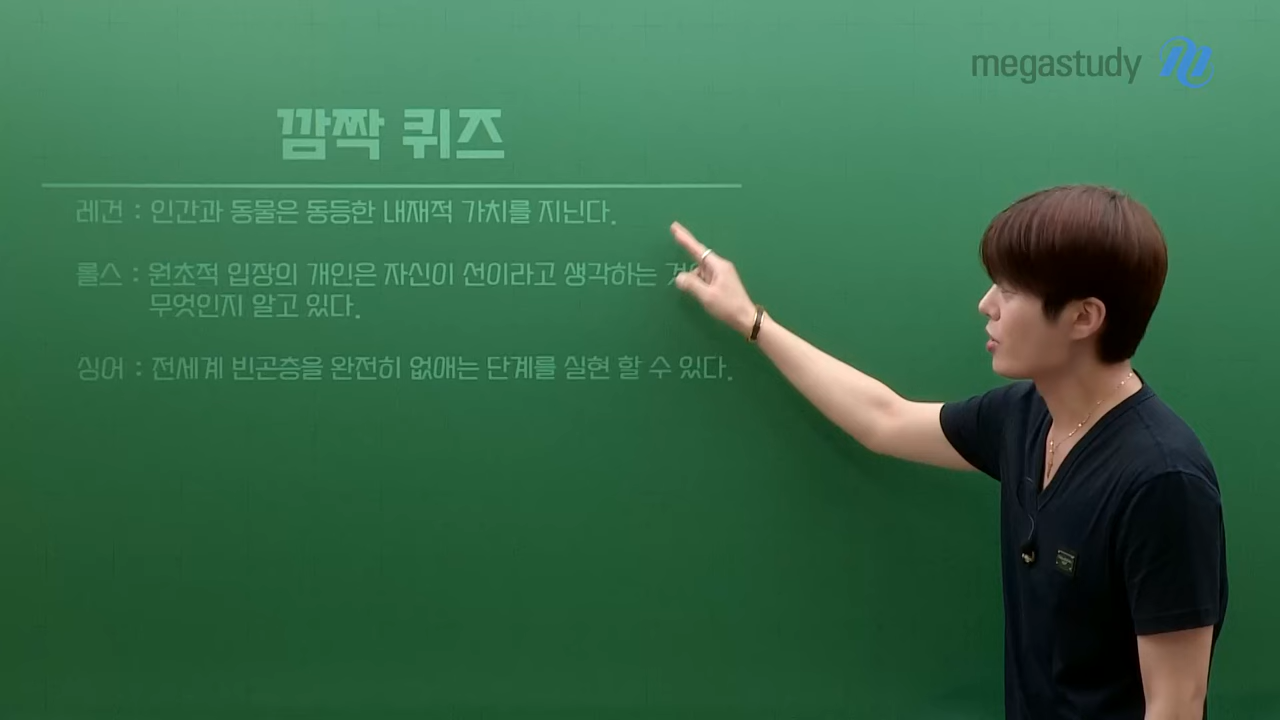 megastudy
깜짝 퀴즈
레건 : 인간과 동물은 동등한 내재적 가치를 지닌다.
롤스 : 원초적 입장의 개인은 자신이 선이라고 생각하는
무엇인지 알고 있다.
싱어 : 전세계 빈곤층을 완전히 없애는 단계를 실현 할 수 있다.